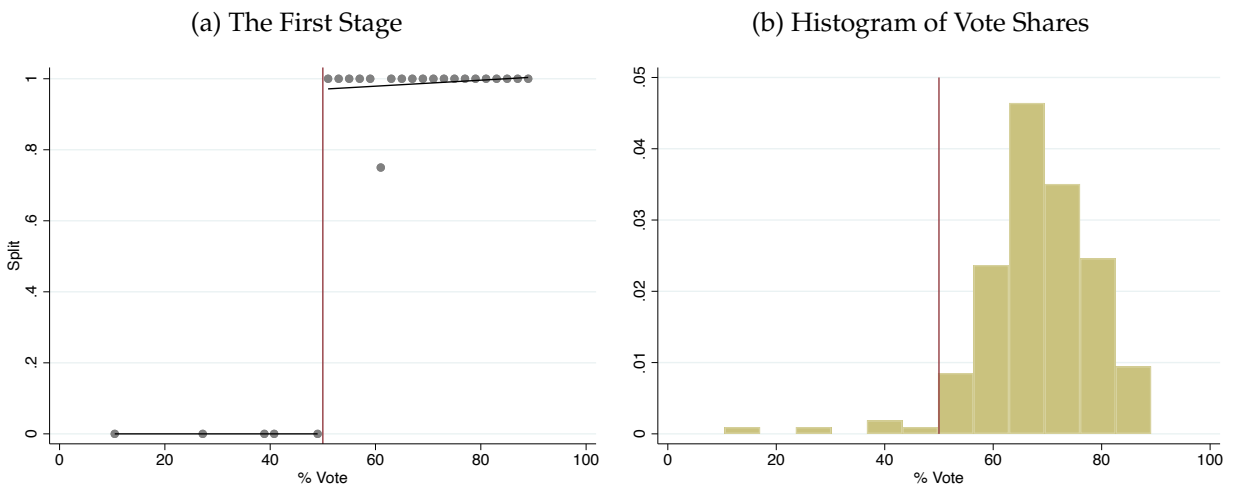 (a) The First Stage
Split
1
.8
.6
.4
.2
0
0 20 40 60 80 100
% Vote
(b) Histogram of Vote Shares
.05
.04
.03
.02
.01
0
0 20 40 60 80 100
% Vote